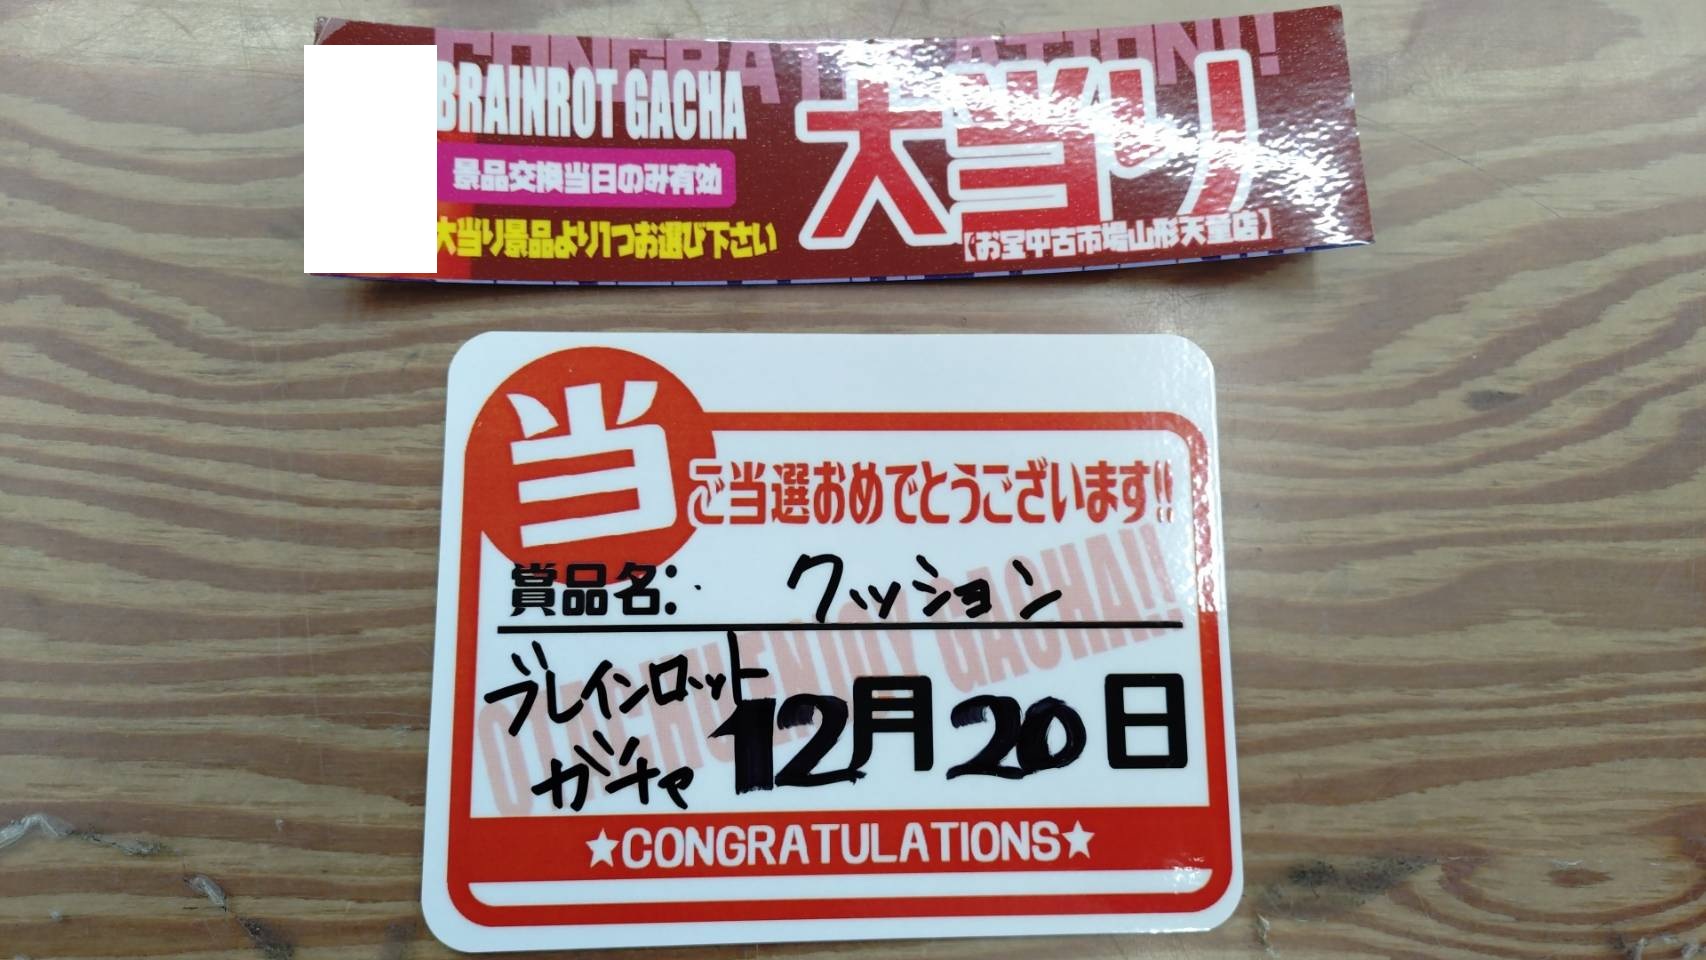 CONGRATULATION!!
BRAINROT GACHA
大当り
景品交換当日のみ有効
大当り景品より1つお選び下さい
【お宝中古市場山形天童店】
当
ご当選おめでとうございます!!
賞品名: クッション
ブレインロット
ガチャ
12月20日
ENJOY GACHA!!
★CONGRATULATIONS★